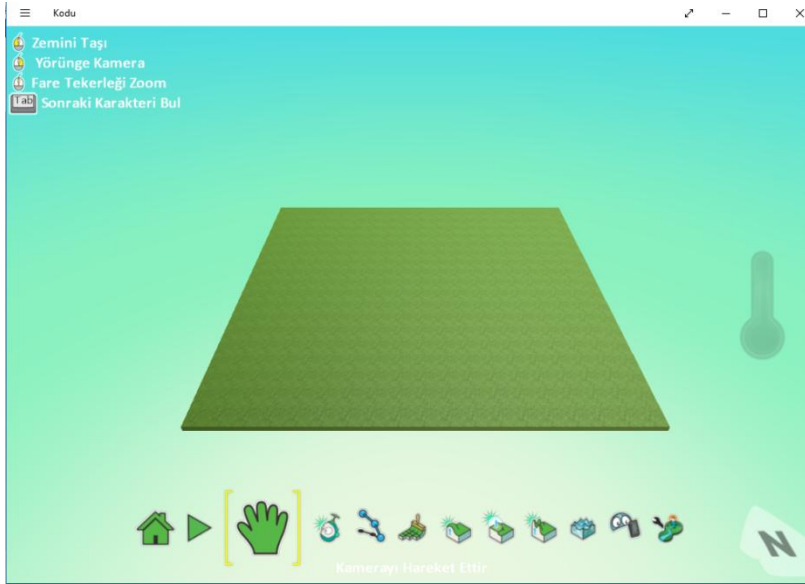 Kodu
Zemini Taşı
Yörünge Kamera
Fare Tekerleği Zoom
Tab Sonraki Karakteri Bul
Kamerayı Hareket Ettir
N